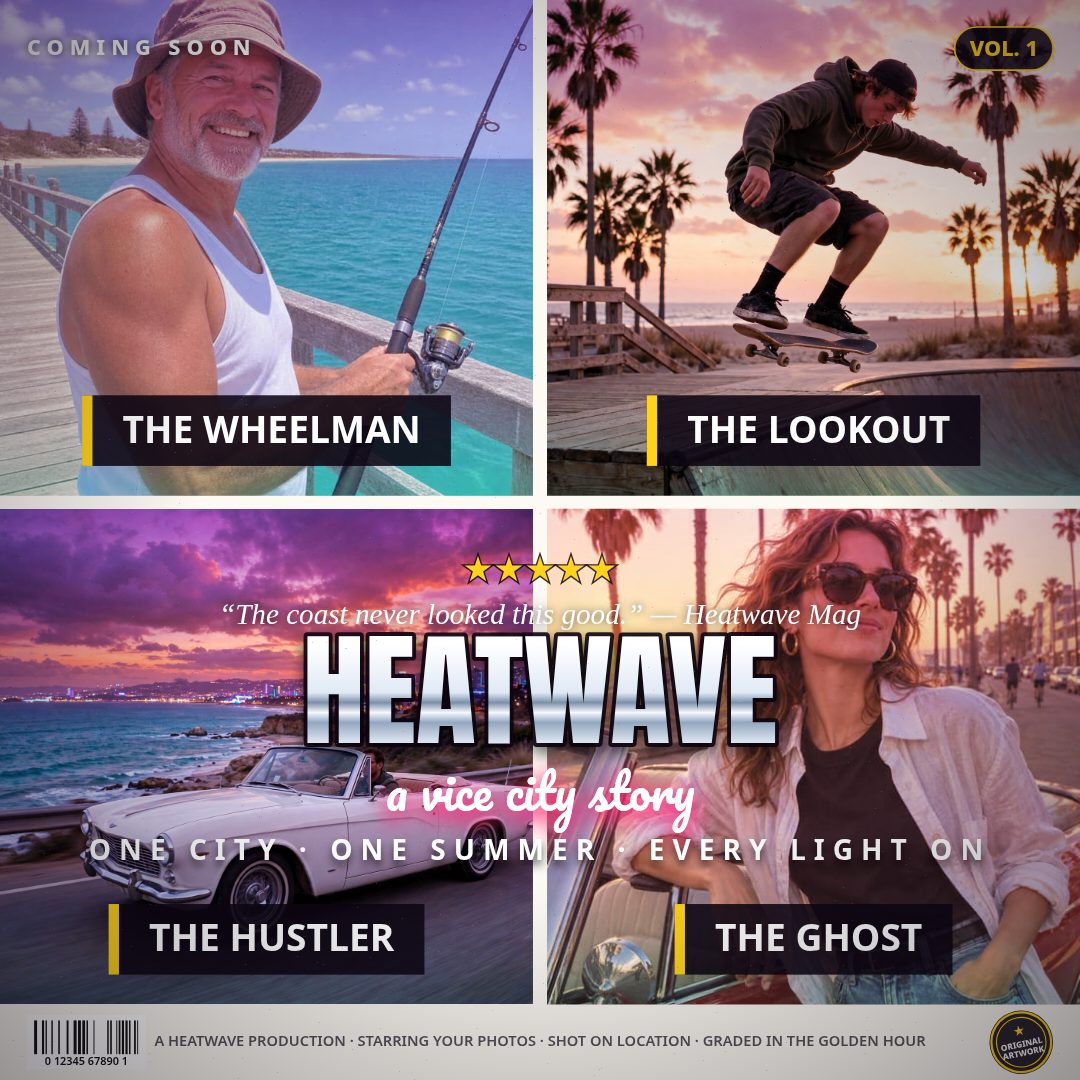 COMING SOON
VOL. 1
THE WHEELMAN
THE LOOKOUT
“The coast never looked this good.” — Heatwave Mag
HEATWAVE
a vice city story
ONE CITY · ONE SUMMER · EVERY LIGHT ON
THE HUSTLER
THE GHOST
0 12345 67890 1
A HEATWAVE PRODUCTION · STARRING YOUR PHOTOS · SHOT ON LOCATION · GRADED IN THE GOLDEN HOUR
ORIGINAL
ARTWORK